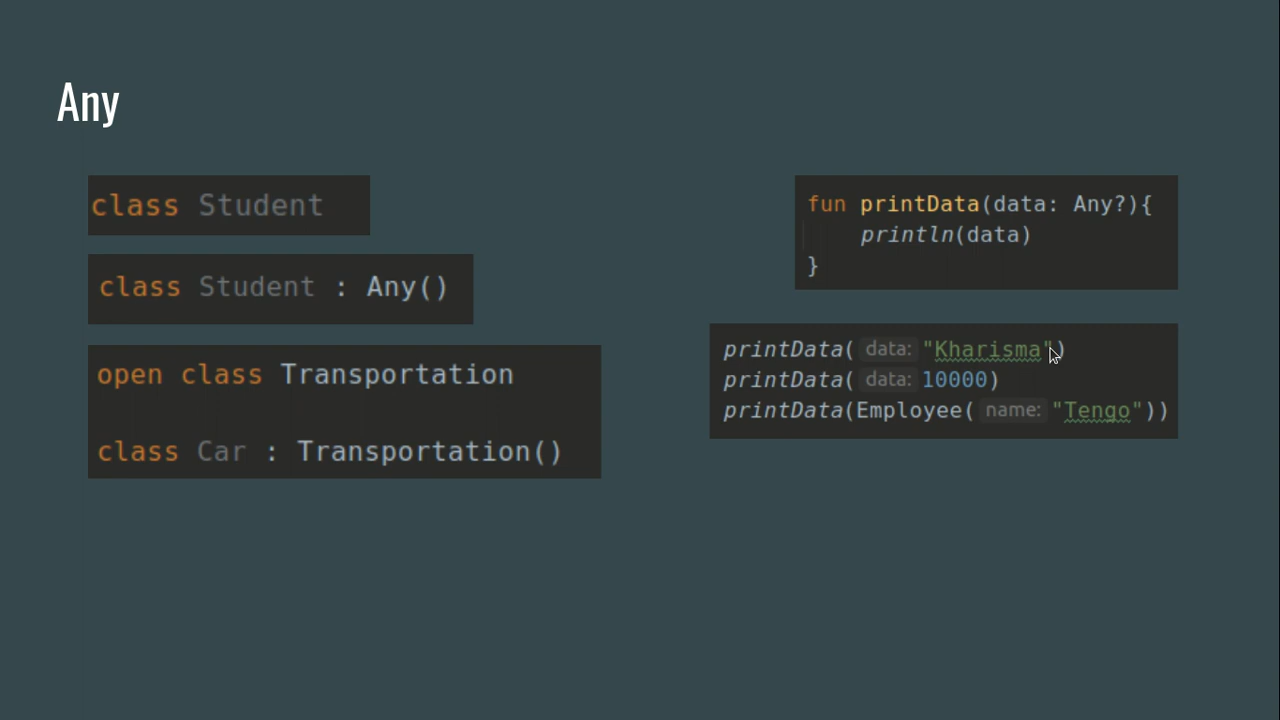 Any
class Student
class Student : Any()
open class Transportation
class Car : Transportation()
fun printData(data: Any?){
println(data)
}
printData( data: "Kharisma")
printData( data: 10000)
printData(Employee( name: "Tengo"))